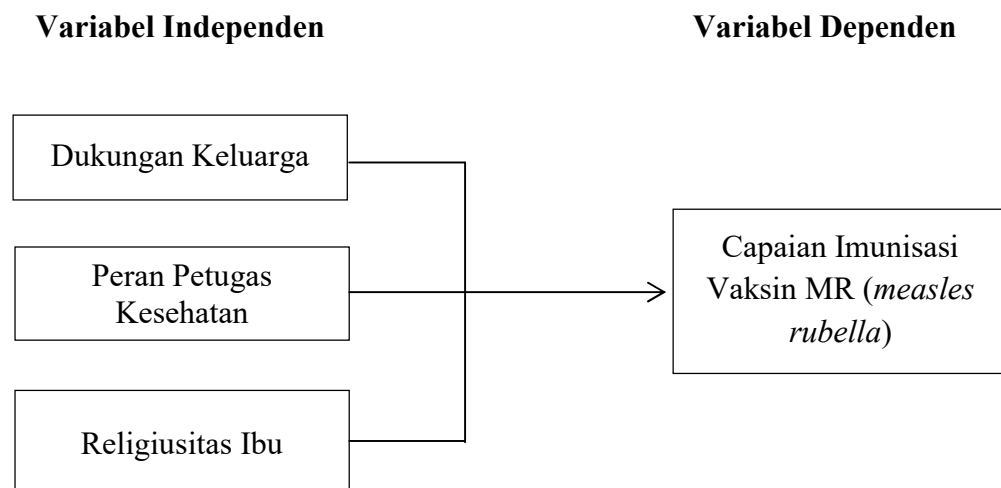 Variabel Independen
Variabel Dependen
Dukungan Keluarga
Peran Petugas
Kesehatan
Religiusitas Ibu
Capaian Imunisasi
Vaksin MR (measles
rubella)